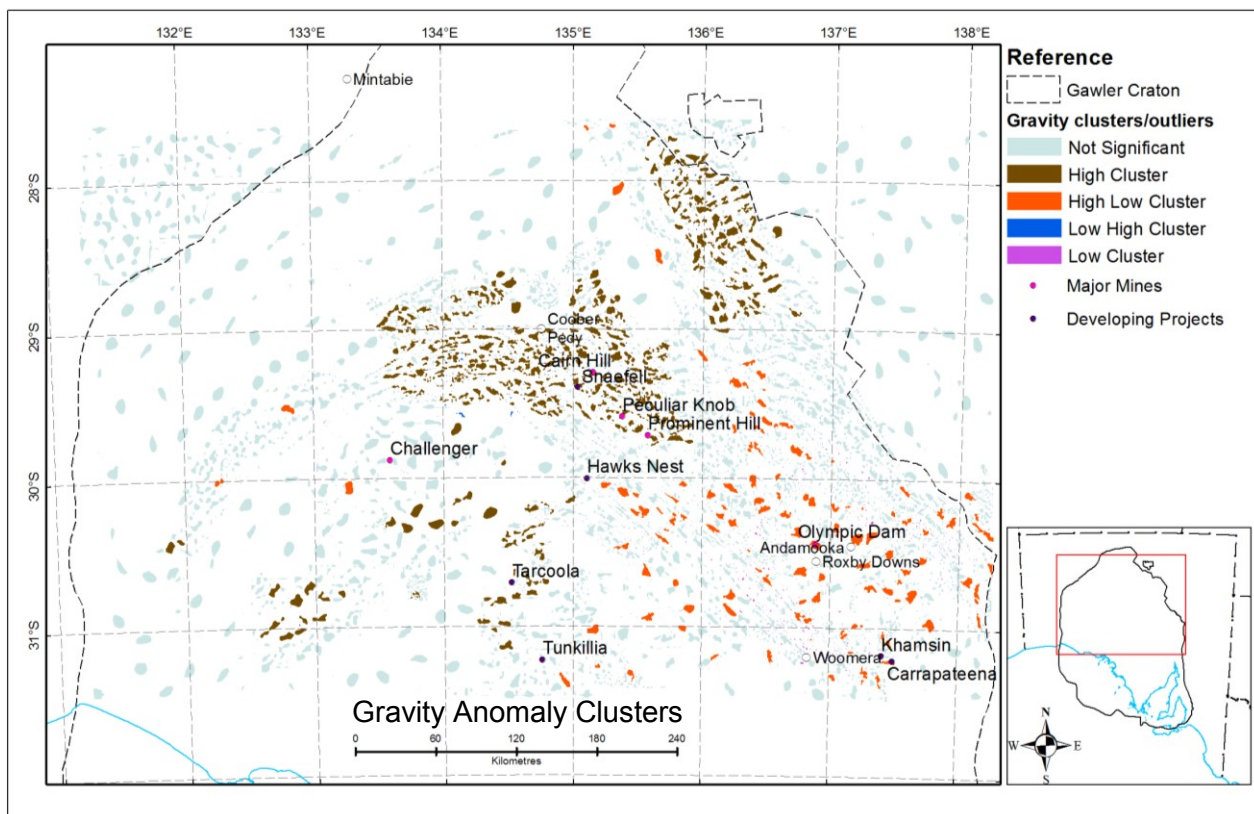 132°E 133°E 134°E 135°E 136°E 137°E 138°E
Reference
Gawler Craton
Gravity clusters/outliers
Not Significant
High Cluster
High Low Cluster
Low High Cluster
Low Cluster
Major Mines
Developing Projects
Mintabie
28°S
29°S
Coober
Pedy
Cairn Hill
Snaefell
Peculiar Knob
Prominent Hill
Challenger
Hawks Nest
30°S
Olympic Dam
Andamooka
Roxby Downs
Tarcoola
31°S
Tunkillia
Khamsin
Woomera
Carrapateena
Gravity Anomaly Clusters
0 60 120 180 240
Kilometres
N
W E
S